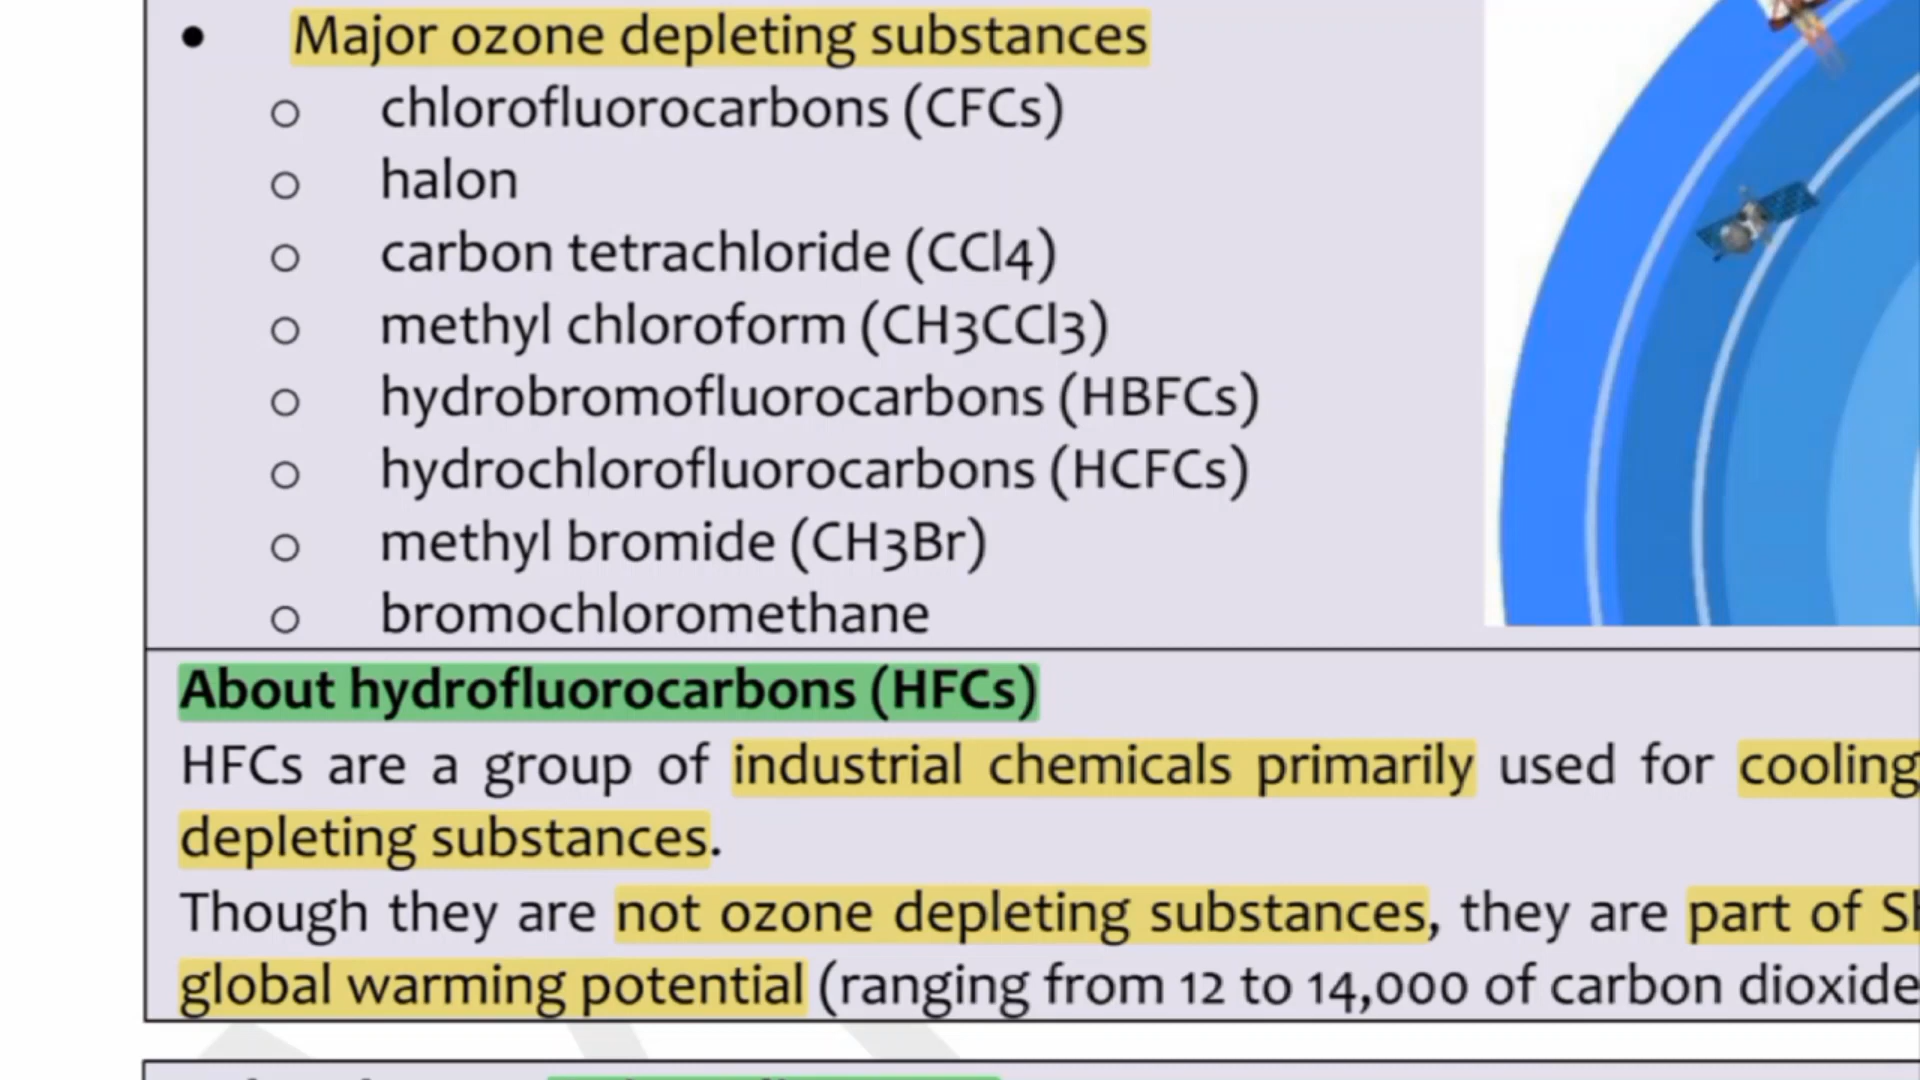 • Major ozone depleting substances
o chlorofluorocarbons (CFCs)
o halon
o carbon tetrachloride (CCl4)
o methyl chloroform (CH3CCl3)
o hydrobromofluorocarbons (HBFCs)
o hydrochlorofluorocarbons (HCFCs)
o methyl bromide (CH3Br)
o bromochloromethane
About hydrofluorocarbons (HFCs)
HFCs are a group of industrial chemicals primarily used for cooling
depleting substances.
Though they are not ozone depleting substances, they are part of
global warming potential (ranging from 12 to 14,000 of carbon dioxide